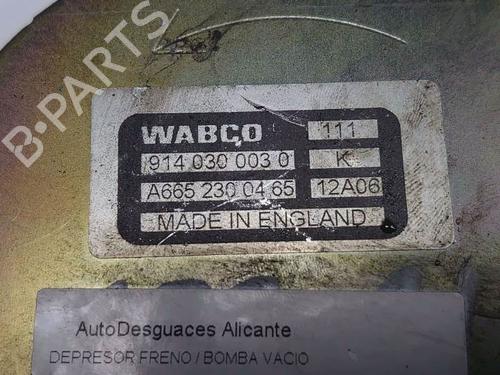 B-PARTS
WABCO 111
914 030 003 0 K
A665 230 04 65 12A06
MADE IN ENGLAND
AutoDesguaces Alicante
DEPRESOR FRENO / BOMBA VACIO